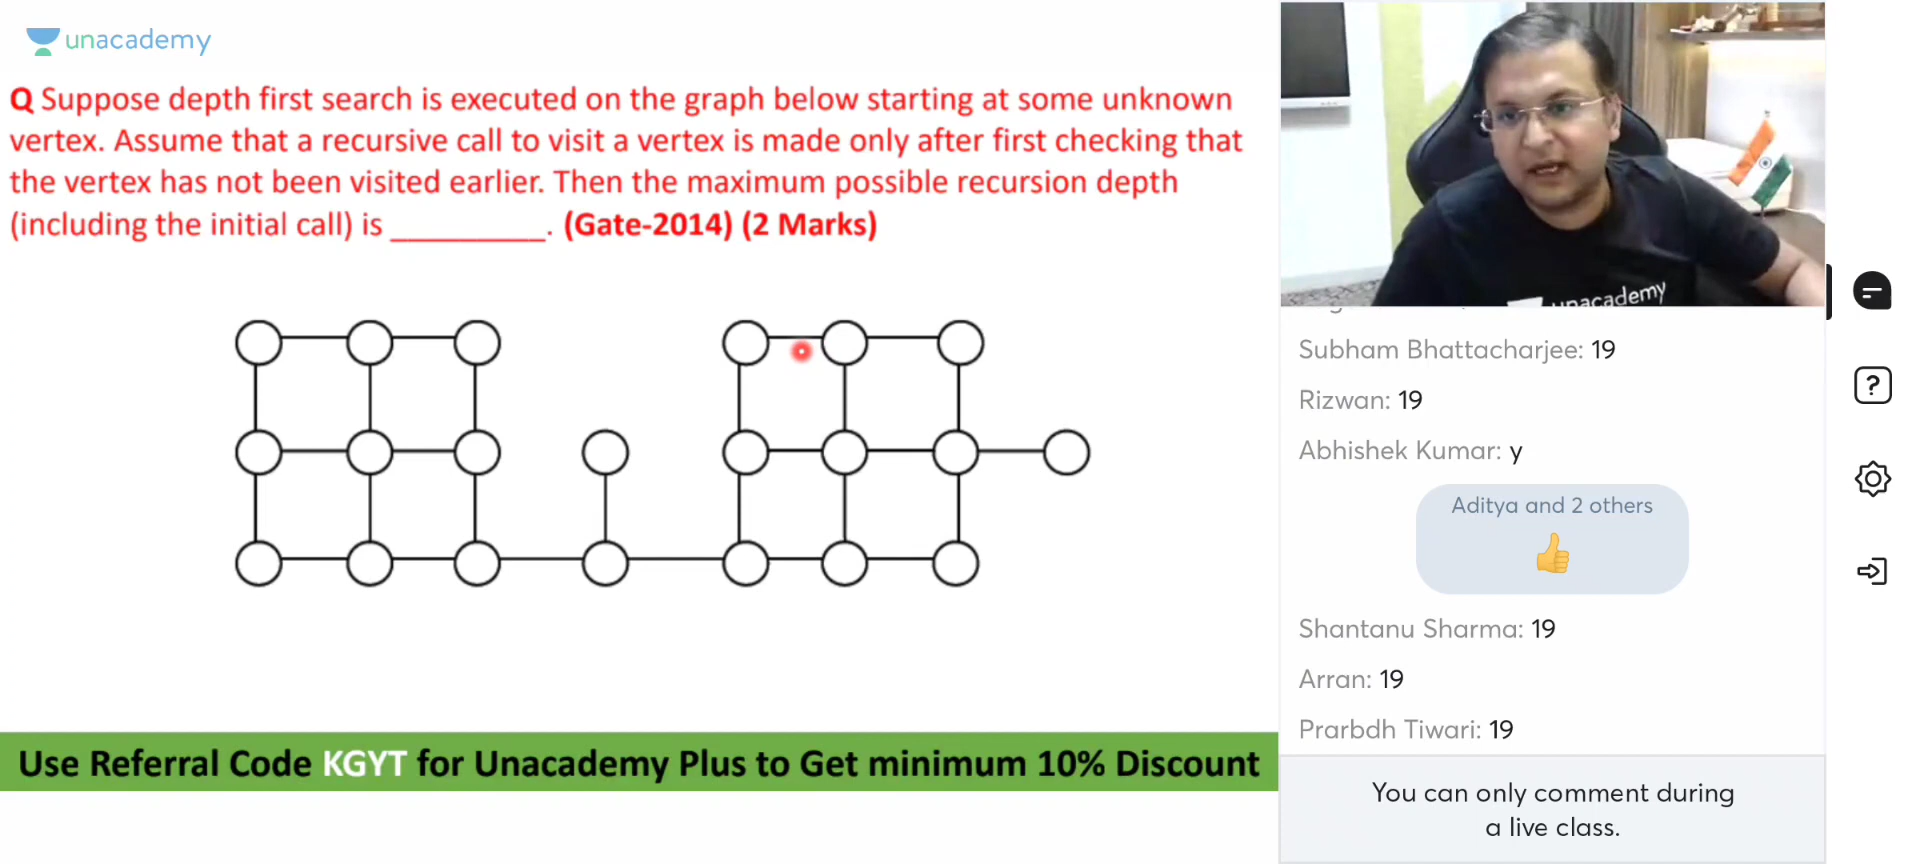 unacademy
Q Suppose depth first search is executed on the graph below starting at some unknown
vertex. Assume that a recursive call to visit a vertex is made only after first checking that
the vertex has not been visited earlier. Then the maximum possible recursion depth
(including the initial call) is __________. (Gate-2014) (2 Marks)
Use Referral Code KGYT for Unacademy Plus to Get minimum 10% Discount
unacademy
Subham Bhattacharjee: 19
Rizwan: 19
Abhishek Kumar: y
Aditya and 2 others
👍
Shantanu Sharma: 19
Arran: 19
Prarbdh Tiwari: 19
You can only comment during
a live class.
?